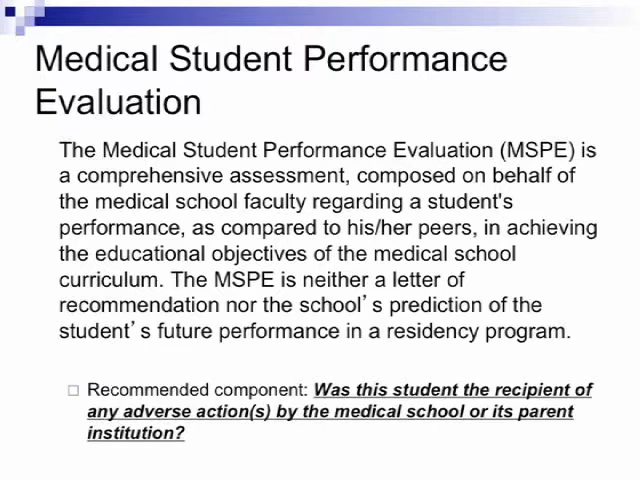 Medical Student Performance
Evaluation
The Medical Student Performance Evaluation (MSPE) is
a comprehensive assessment, composed on behalf of
the medical school faculty regarding a student's
performance, as compared to his/her peers, in achieving
the educational objectives of the medical school
curriculum. The MSPE is neither a letter of
recommendation nor the school’s prediction of the
student’s future performance in a residency program.
Recommended component: Was this student the recipient of
any adverse action(s) by the medical school or its parent
institution?